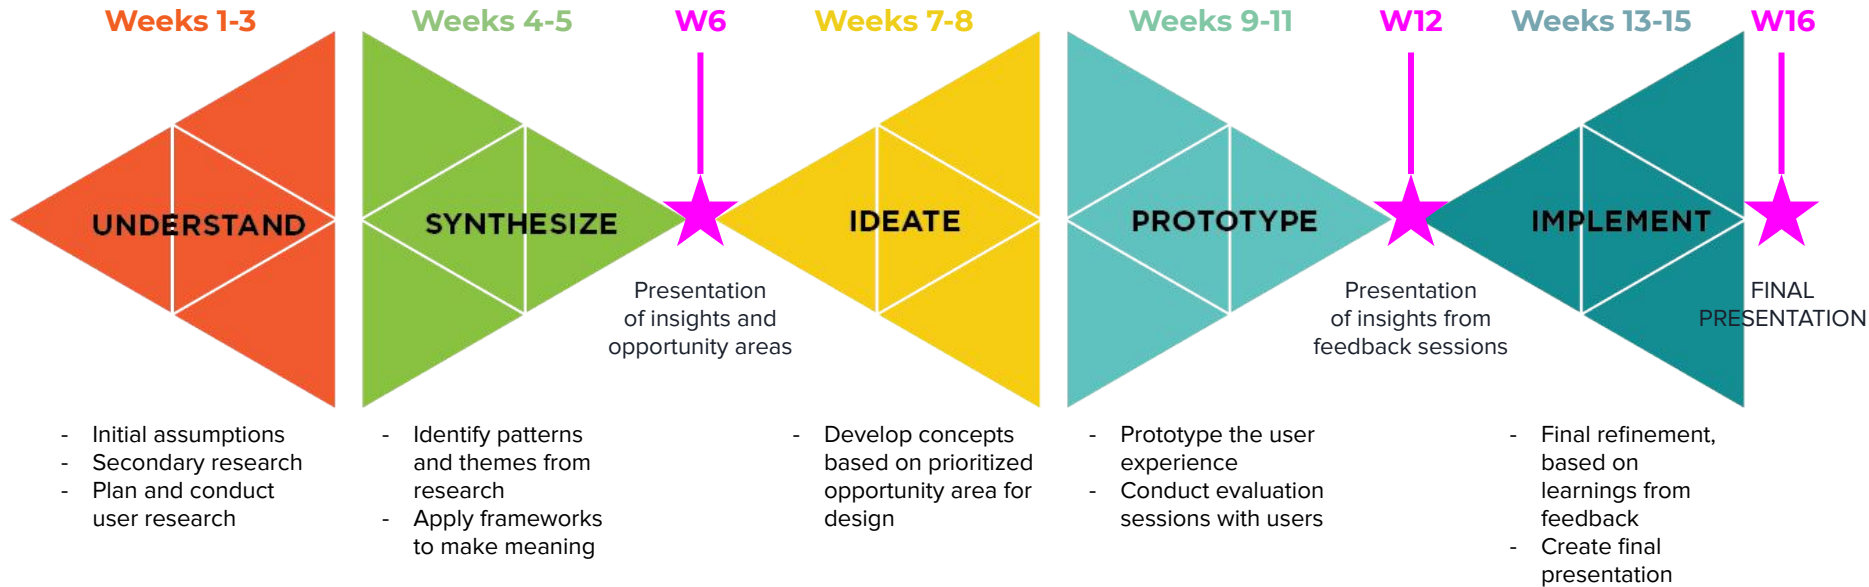 Weeks 1-3
Weeks 4-5
W6
Weeks 7-8
Weeks 9-11
W12
Weeks 13-15
W16
UNDERSTAND
SYNTHESIZE
IDEATE
PROTOTYPE
IMPLEMENT
Presentation
of insights and
opportunity areas
Presentation
of insights from
feedback sessions
FINAL
PRESENTATION
- Initial assumptions
- Secondary research
- Plan and conduct
user research
- Identify patterns
and themes from
research
- Apply frameworks
to make meaning
- Develop concepts
based on prioritized
opportunity area for
design
- Prototype the user
experience
- Conduct evaluation
sessions with users
- Final refinement,
based on
learnings from
feedback
- Create final
presentation